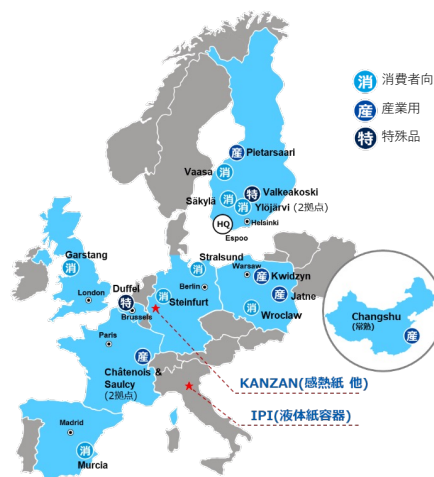 消 消費者向
産 産業用
特 特殊品
産 Pietarsaari
Vaasa 消
特 Valkeakoski
Säkylä 消 消 Ylöjärvi (2拠点)
HQ Helsinki
Espoo
Garstang
消
London
Stralsund
消
Berlin
Warsaw
産 Kwidzyn
産 Jatne
Duffel
特
Brussels
消 Steinfurt
消 Wroclaw
Paris
産
Châtenois &
Saulcy
(2拠点)
Changshu
(常熟)
産
KANZAN(感熱紙 他)
IPI(液体紙容器)
Madrid
消
Murcia